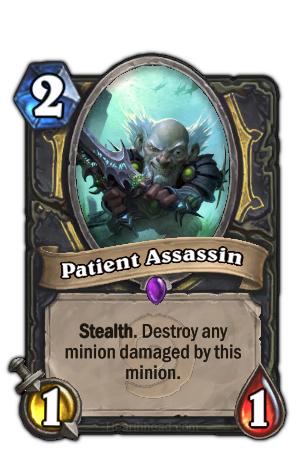 2
Patient Assassin
Stealth. Destroy any
minion damaged by this
minion.
1 1